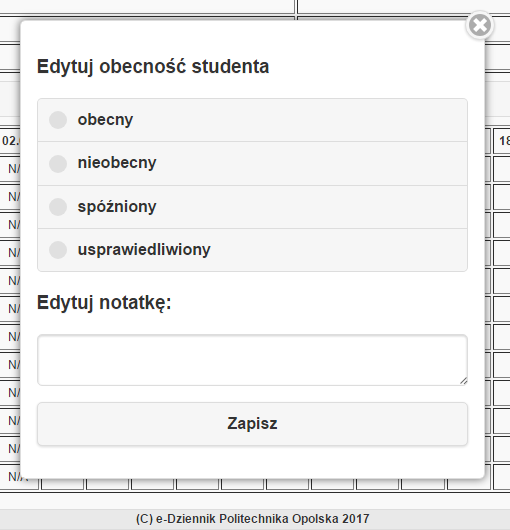 Edytuj obecność studenta
obecny
nieobecny
spóźniony
usprawiedliwiony
Edytuj notatkę:
Zapisz
02.
18
N/
N/
N/
N/
N/
N/
N/
N/
N/
N/
N/
N/A
(C) e-Dziennik Politechnika Opolska 2017